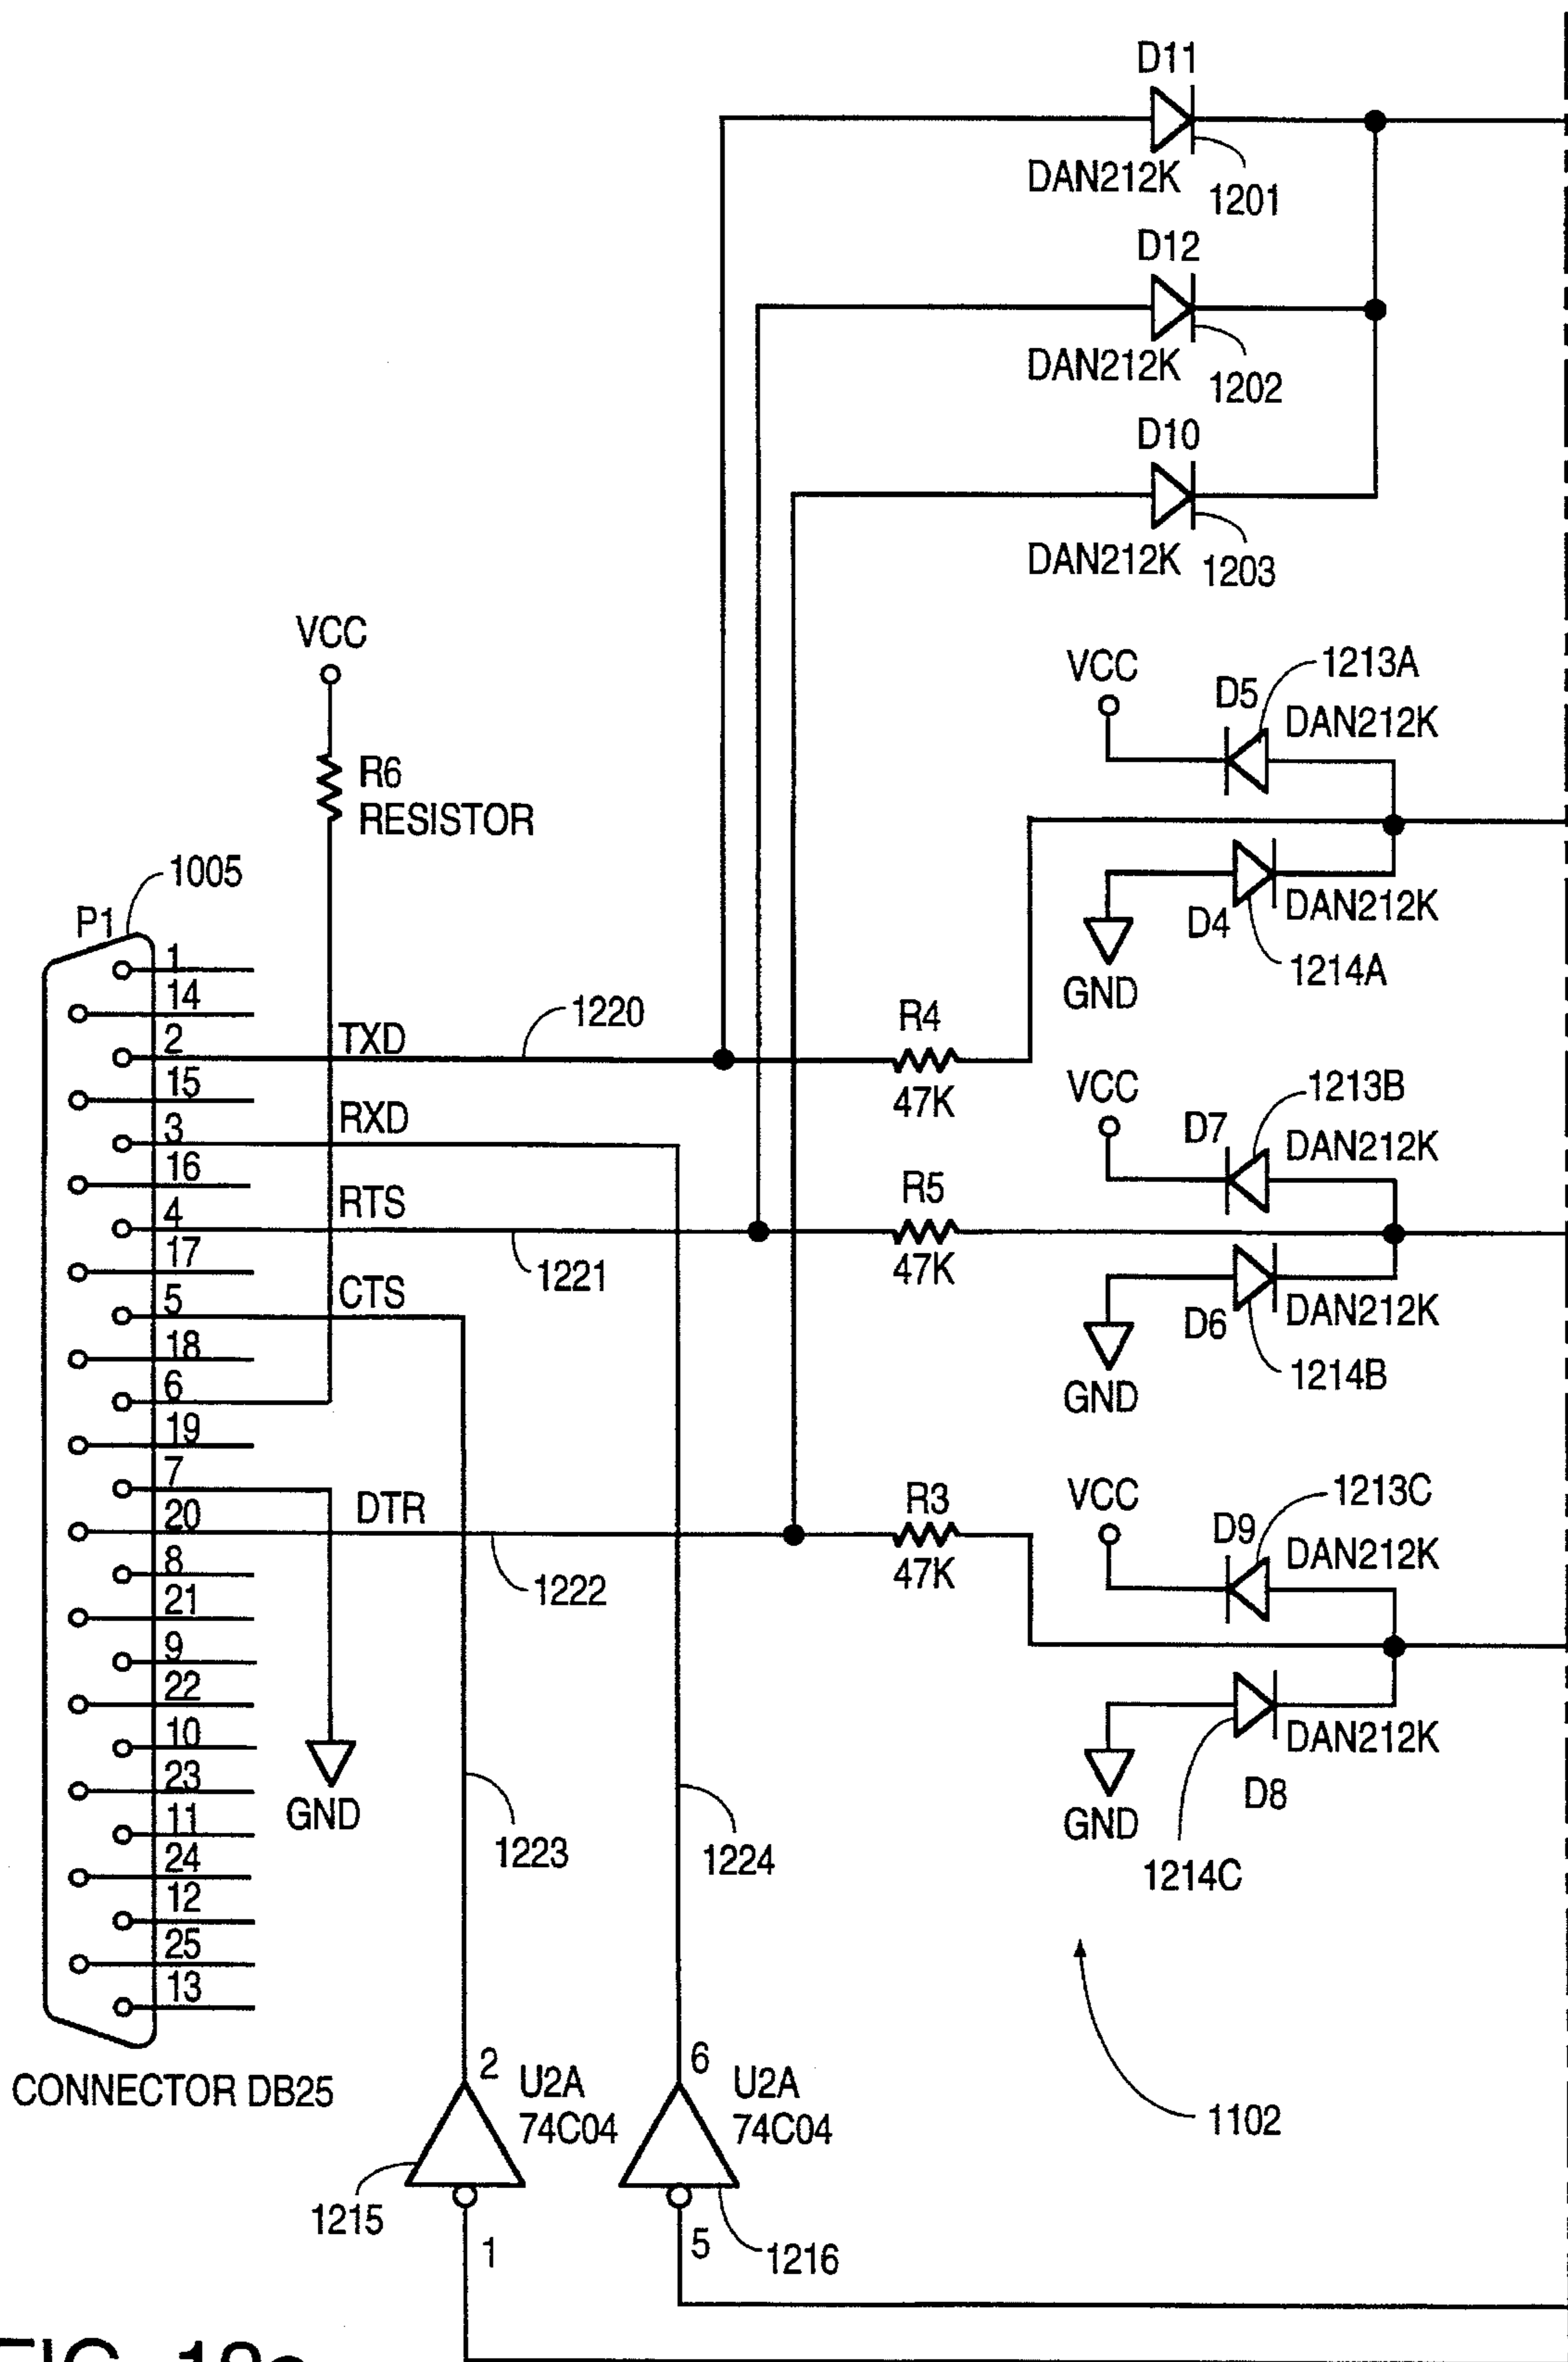 D11
DAN212K
1201
D12
DAN212K
1202
D10
DAN212K
1203
VCC
R6
RESISTOR
VCC
D5
1213A
DAN212K
D4
DAN212K
1214A
GND
1005
P1
1
14
2
TXD
1220
R4
47K
15
3
RXD
16
4
RTS
1221
R5
47K
VCC
D7
1213B
DAN212K
D6
DAN212K
1214B
GND
17
5
CTS
18
6
19
7
20
DTR
1222
R3
47K
VCC
D9
1213C
DAN212K
DAN212K
D8
1214C
GND
8
21
9
22
10
23
11
24
12
25
13
GND
1223
1224
CONNECTOR DB25
2
U2A
74C04
6
U2A
74C04
1102
1215
1
5
1216